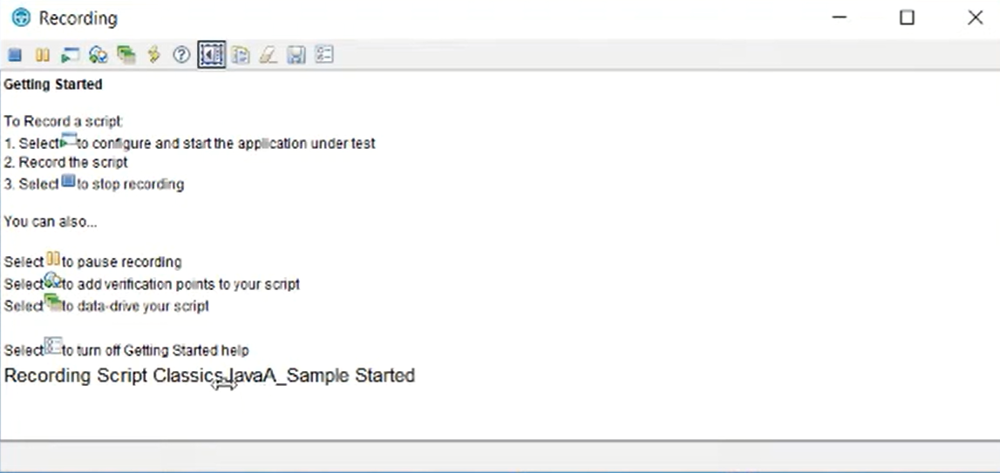 Recording
Getting Started
To Record a script:
1. Select to configure and start the application under test
2. Record the script
3. Select to stop recording
You can also...
Select to pause recording
Select to add verification points to your script
Select to data-drive your script
Select to turn off Getting Started help
Recording Script ClassicsJavaA_Sample Started